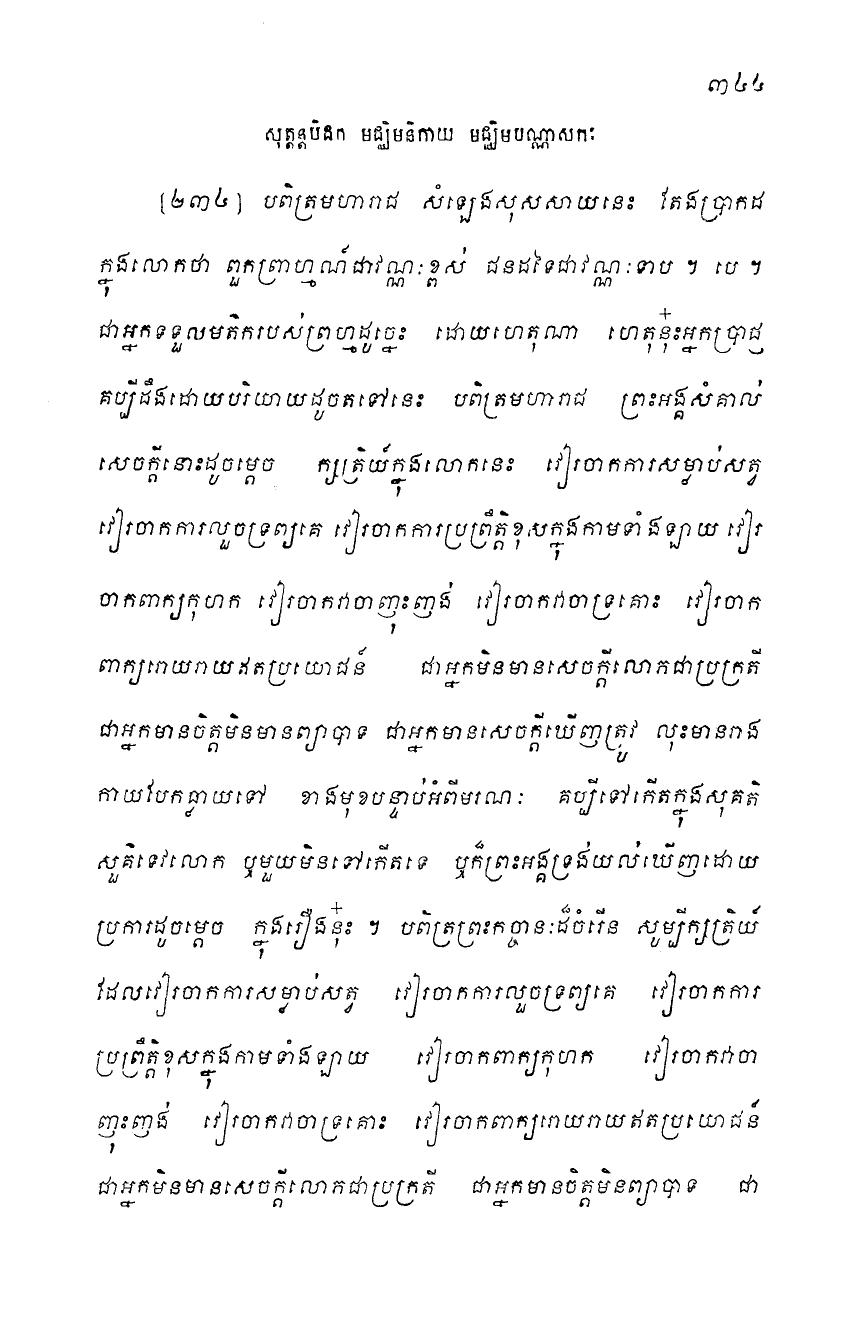 ៣៤៤
សុត្តន្តបិដក មជ្ឈិមនិកាយ មជ្ឈិមបណ្ណាសកៈ
[២៣៤] បពិត្រមហារាជ សំឡេងសុសសាយនេះ តែងប្រាកដ
ក្នុងលោកថា ពួកព្រាហ្មណ៍ជាវណ្ណៈខ្ពស់ ជនដទៃជាវណ្ណៈទាប ។ បេ ។
ជាអ្នកទទួលមតិករបស់ព្រហ្មដូច្នេះ ដោយហេតុណា ហេតុនុ៎ះអ្នកប្រាជ្ញ
គប្បីដឹងដោយបរិយាយដូចតទៅនេះ បពិត្រមហារាជ ព្រះអង្គសំគាល់
សេចក្តីនោះដូចម្តេច ក្សត្រិយ៍ក្នុងលោកនេះ វៀរចាកការសម្លាប់សត្វ
វៀរចាកការលួចទ្រព្យគេ វៀរចាកការប្រព្រឹត្តិខុសក្នុងកាមទាំងឡាយ វៀរ
ចាកពាក្យកុហក វៀរចាកវាចាញុះញង់ វៀរចាកវាចាទ្រគោះ វៀរចាក
ពាក្យរោយរាយឥតប្រយោជន៍ ជាអ្នកមិនមានសេចក្តីលោភជាប្រក្រតី
ជាអ្នកមានចិត្តមិនមានព្យាបាទ ជាអ្នកមានសេចក្តីឃើញត្រូវ លុះមានរាង
កាយបែកធ្លាយទៅ ខាងមុខបន្ទាប់អំពីមរណៈ គប្បីទៅកើតក្នុងសុគតិ
សួគ៌ទេវលោក ឬមួយមិនទៅកើតទេ ឬក៏ព្រះអង្គទ្រង់យល់ឃើញដោយ
ប្រការដូចម្តេច ក្នុងរឿងនុ៎ះ ។ បពិត្រព្រះកច្ចានៈដ៏ចំរើន សូម្បីក្សត្រិយ៍
ដែលវៀរចាកការសម្លាប់សត្វ វៀរចាកការលួចទ្រព្យគេ វៀរចាកការ
ប្រព្រឹត្តិខុសក្នុងកាមទាំងឡាយ វៀរចាកពាក្យកុហក វៀរចាកវាចា
ញុះញង់ វៀរចាកវាចាទ្រគោះ វៀរចាកពាក្យរោយរាយឥតប្រយោជន៍
ជាអ្នកមិនមានសេចក្តីលោភជាប្រក្រតី ជាអ្នកមានចិត្តមិនព្យាបាទ ជា